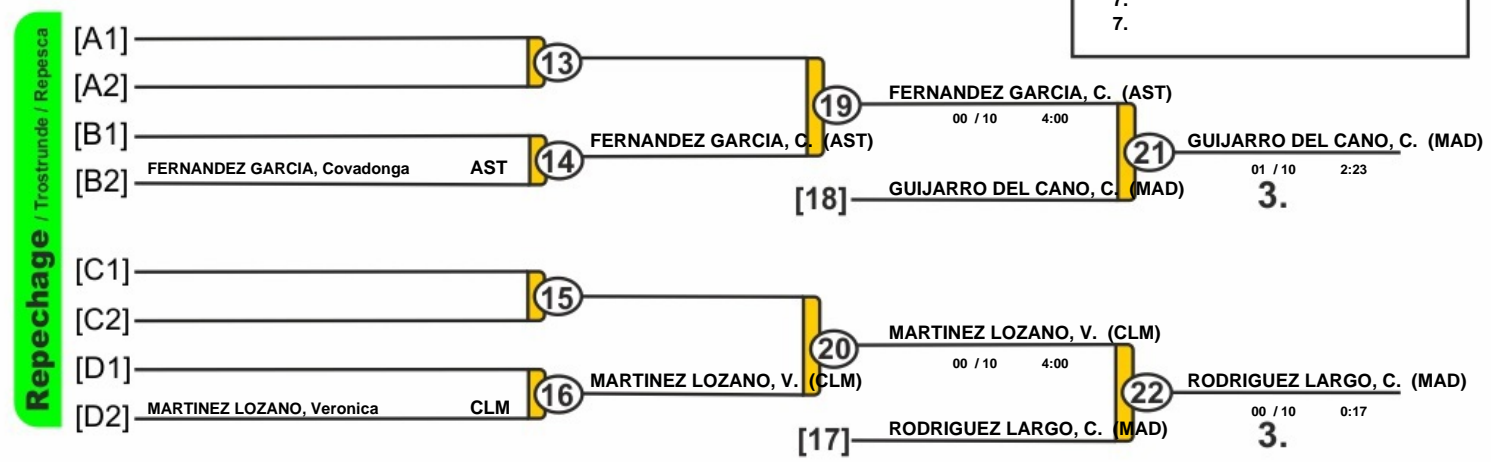 7.
7.
Repechage / Trostrunde / Repesca
[A1]
13
[A2]
19
FERNANDEZ GARCIA, C. (AST)
00 / 10 4:00
[B1]
FERNANDEZ GARCIA, C. (AST)
21
GUIJARRO DEL CANO, C. (MAD)
[B2]
FERNANDEZ GARCIA, Covadonga AST
14
01 / 10 2:23
[18]
GUIJARRO DEL CANO, C. (MAD)
3.
[C1]
15
[C2]
20
MARTINEZ LOZANO, V. (CLM)
00 / 10 4:00
[D1]
MARTINEZ LOZANO, V. (CLM)
22
RODRIGUEZ LARGO, C. (MAD)
[D2]
MARTINEZ LOZANO, Veronica CLM
16
00 / 10 0:17
[17]
RODRIGUEZ LARGO, C. (MAD)
3.